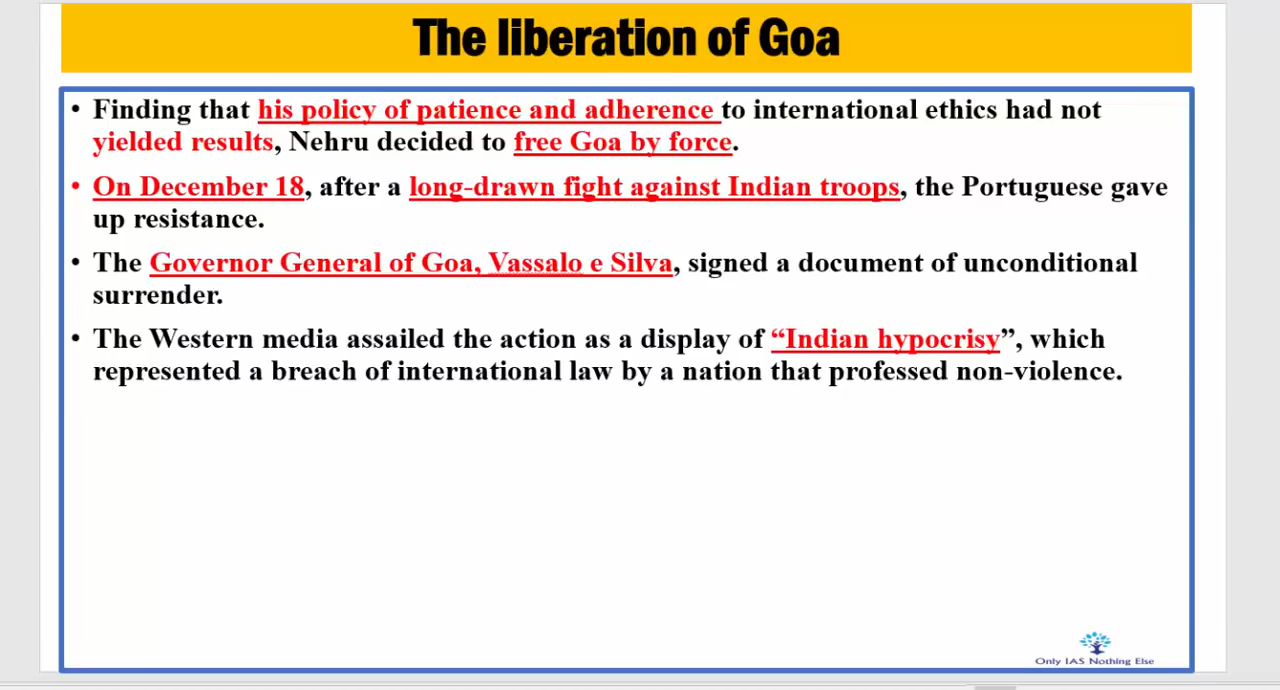 The liberation of Goa
• Finding that his policy of patience and adherence to international ethics had not
yielded results, Nehru decided to free Goa by force.
• On December 18, after a long-drawn fight against Indian troops, the Portuguese gave
up resistance.
• The Governor General of Goa, Vassalo e Silva, signed a document of unconditional
surrender.
• The Western media assailed the action as a display of “Indian hypocrisy”, which
represented a breach of international law by a nation that professed non-violence.
Only IAS Nothing Else